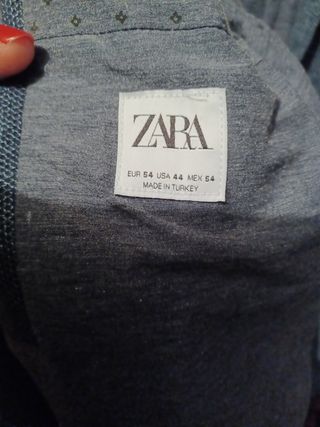 ZARA
EUR 54 USA 44 MEX 54
MADE IN TURKEY